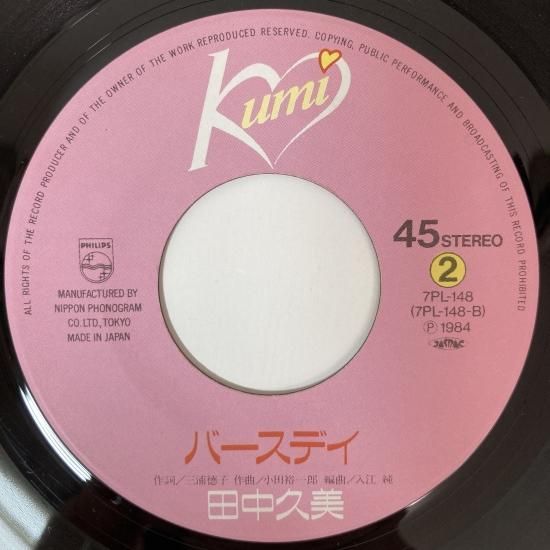 ALL RIGHTS OF THE RECORD PRODUCER AND OF THE OWNER OF THE WORK REPRODUCED RESERVED. COPYING, PUBLIC PERFORMANCE AND BROADCASTING OF THIS RECORD PROHIBITED
Kumi
45 STEREO
2
7PL-148
(7PL-148-B)
Ⓟ 1984
JASRAC
PHILIPS
MANUFACTURED BY
NIPPON PHONOGRAM
CO.LTD.,TOKYO
MADE IN JAPAN
バースデイ
作詞/三浦徳子 作曲/小田裕一郎 編曲/入江 純
田中久美